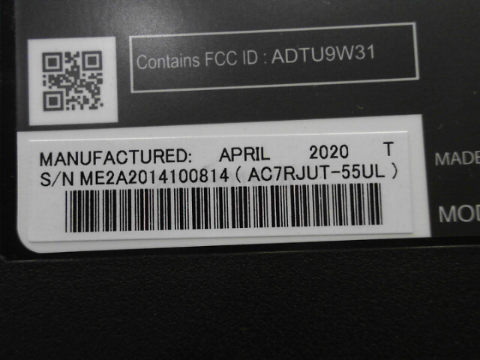 Contains FCC ID : ADTU9W31
MANUFACTURED: APRIL 2020 T
S/N ME2A2014100814 ( AC7RJUT-55UL )
MADE
MOD